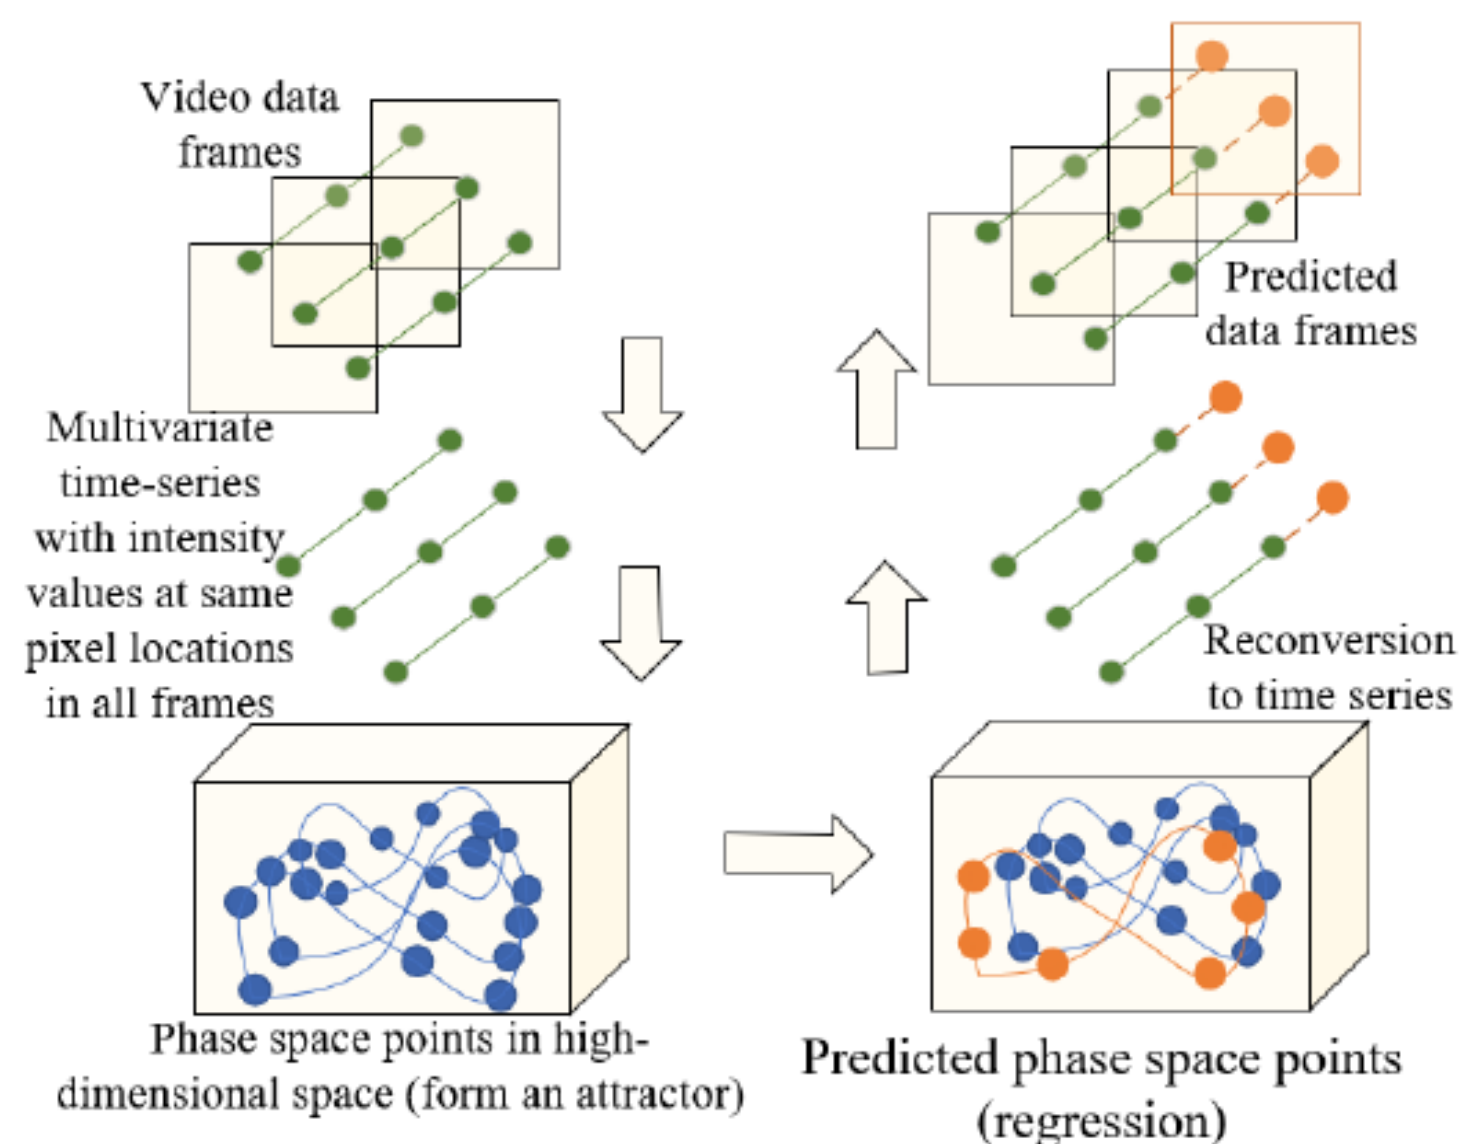 Video data
frames
Multivariate
time-series
with intensity
values at same
pixel locations
in all frames
Phase space points in high-
dimensional space (form an attractor)
Predicted
data frames
Reconversion
to time series
Predicted phase space points
(regression)